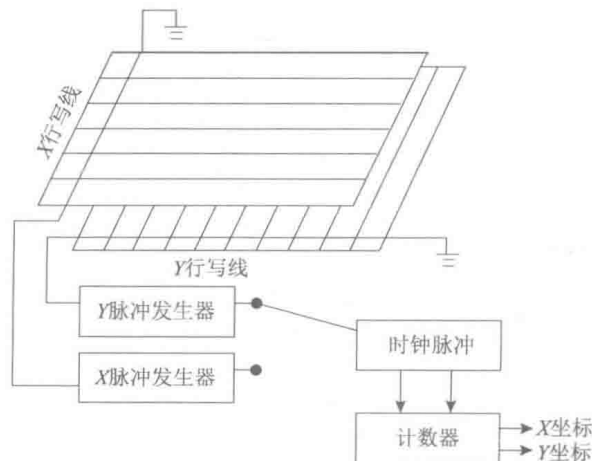 X行写线
Y行写线
Y脉冲发生器
时钟脉冲
X脉冲发生器
计数器
X坐标
Y坐标